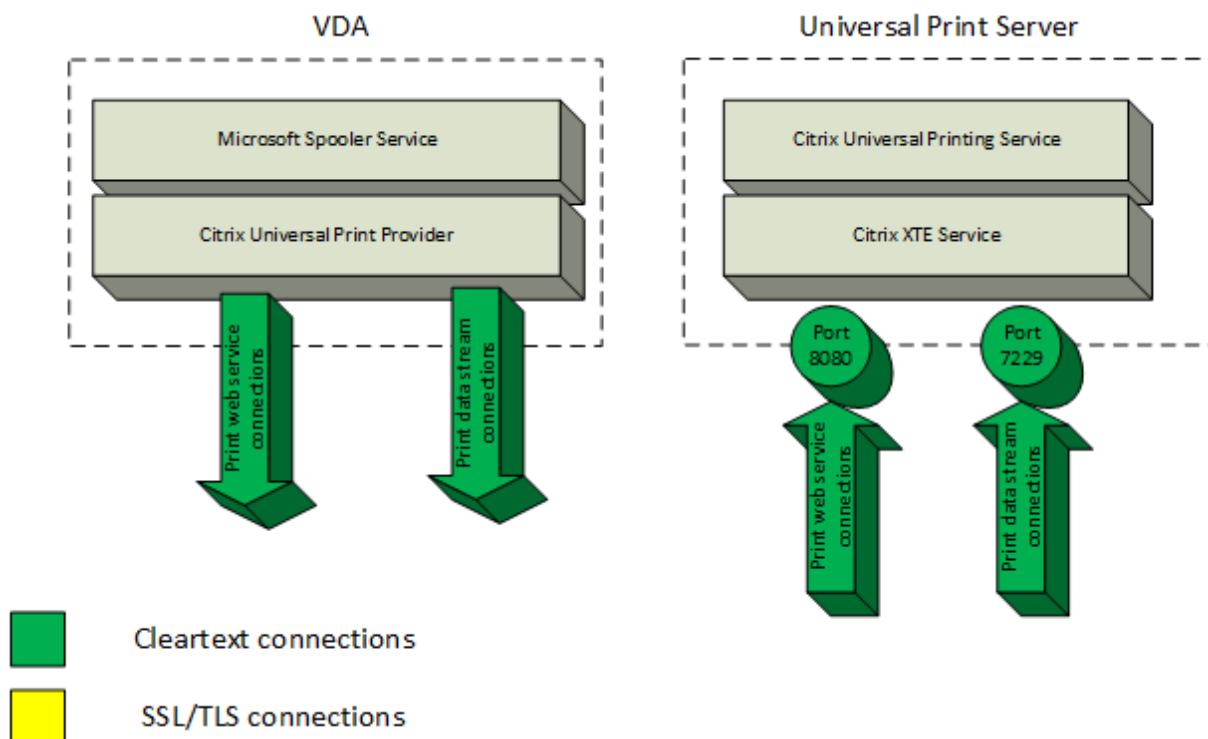 VDA
Universal Print Server
Microsoft Spooler Service
Citrix Universal Print Provider
Citrix Universal Printing Service
Citrix XTE Service
Print web service
connections
Print data stream
connections
Port
8080
Port
7229
Print web service
connections
Print data stream
connections
Cleartext connections
SSL/TLS connections